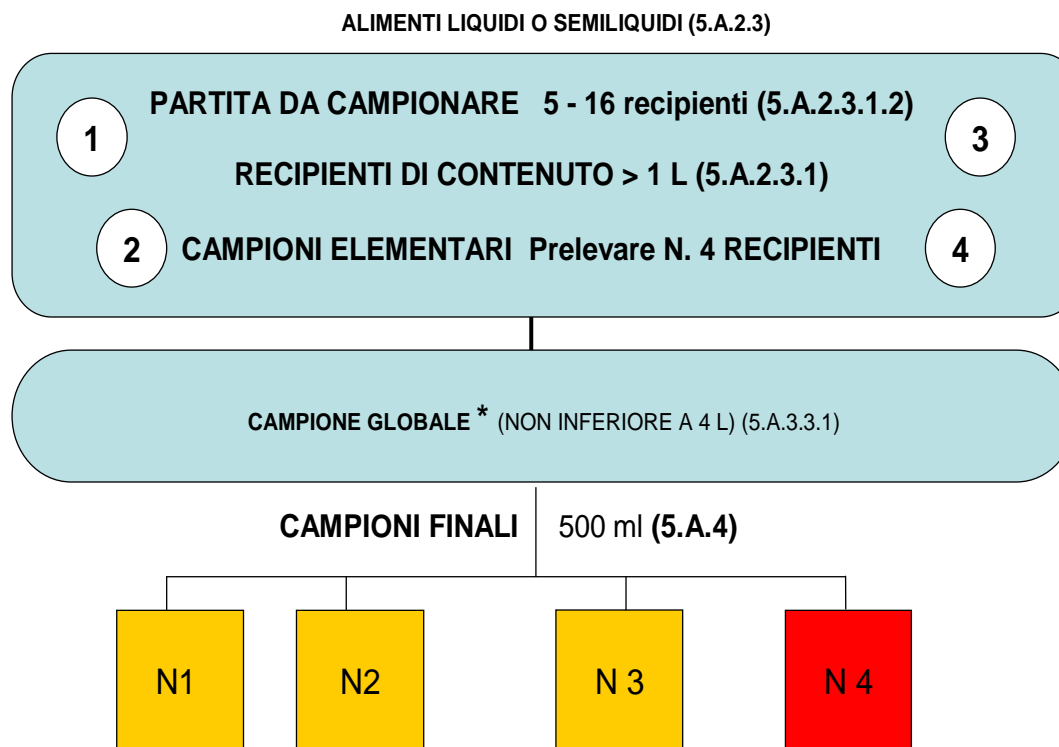 ALIMENTI LIQUIDI O SEMILIQUIDI (5.A.2.3)
PARTITA DA CAMPIONARE 5 - 16 recipienti (5.A.2.3.1.2)
1
3
RECIPIENTI DI CONTENUTO > 1 L (5.A.2.3.1)
2
CAMPIONI ELEMENTARI Prelevare N. 4 RECIPIENTI
4
CAMPIONE GLOBALE * (NON INFERIORE A 4 L) (5.A.3.3.1)
CAMPIONI FINALI 500 ml (5.A.4)
N1
N2
N 3
N 4